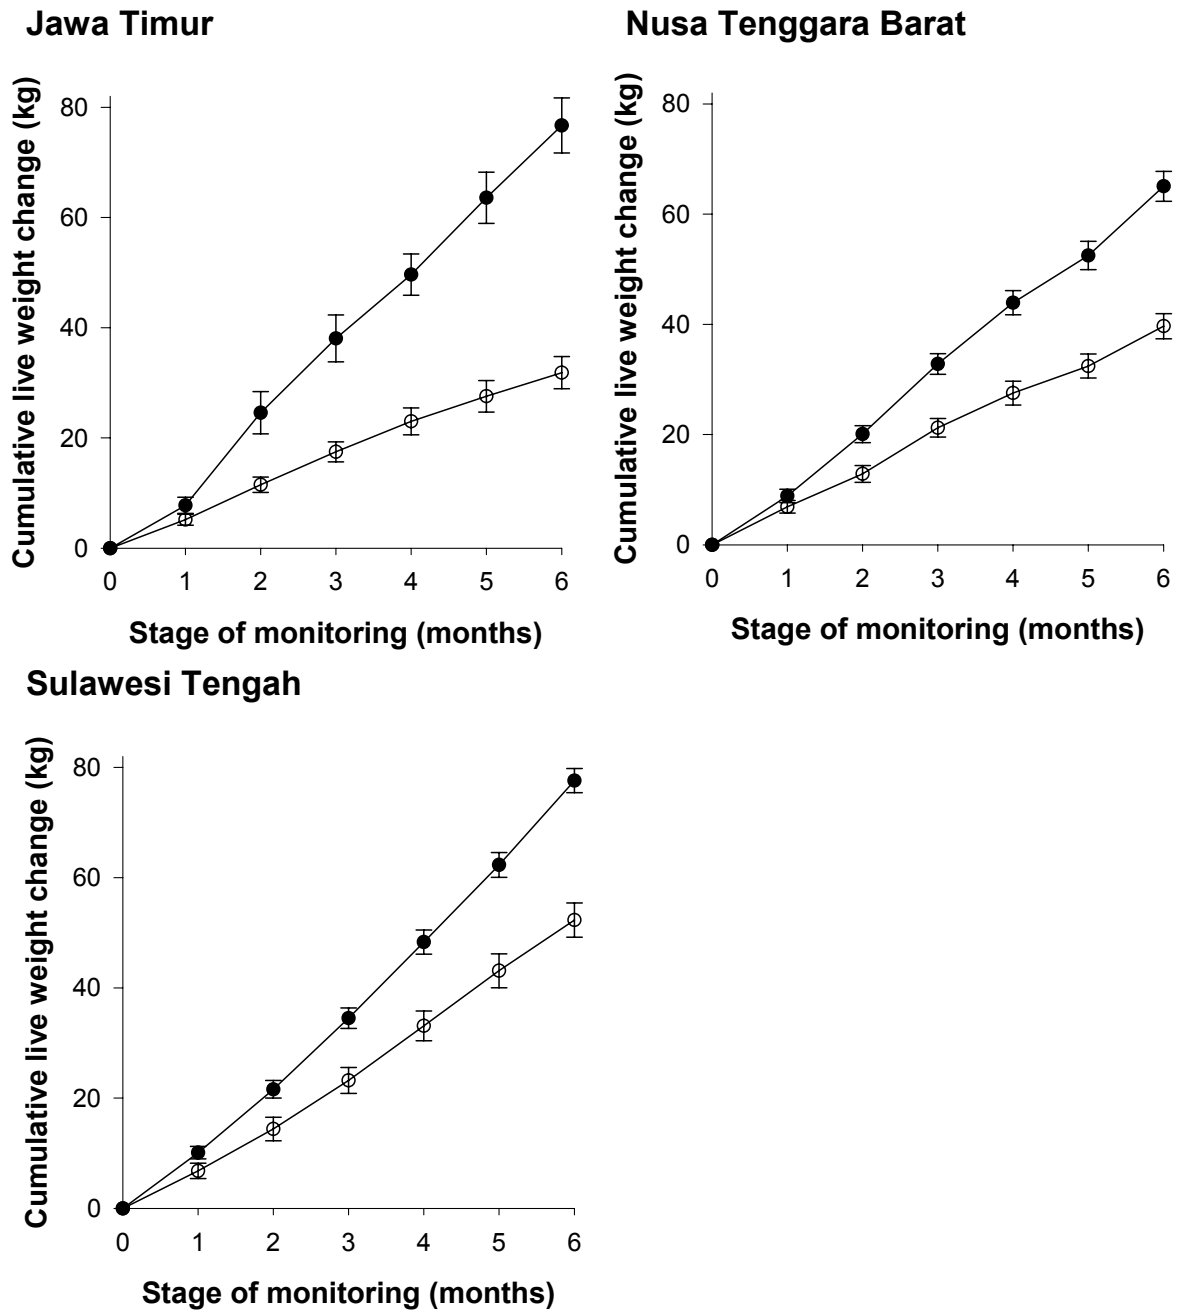 Jawa Timur
Cumulative live weight change (kg)
80
60
40
20
0
0 1 2 3 4 5 6
Stage of monitoring (months)
Nusa Tenggara Barat
Cumulative live weight change (kg)
80
60
40
20
0
0 1 2 3 4 5 6
Stage of monitoring (months)
Sulawesi Tengah
Cumulative live weight change (kg)
80
60
40
20
0
0 1 2 3 4 5 6
Stage of monitoring (months)